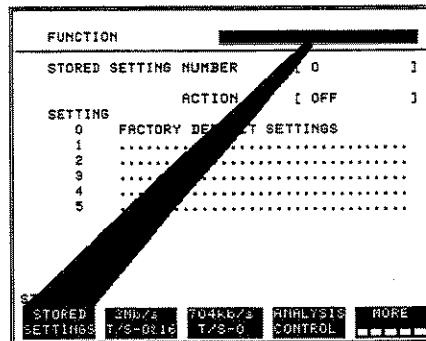 FUNCTION
STORED SETTING NUMBER [ 0 ]
ACTION [ OFF ]
SETTING
0 FACTORY SETTINGS
1 ........................................
2 ........................................
3 ........................................
4 ........................................
5 ........................................
STORED SETTINGS
2Mb/s T/S-0&16
704kb/s T/S-0
ANALYSIS CONTROL
MORE